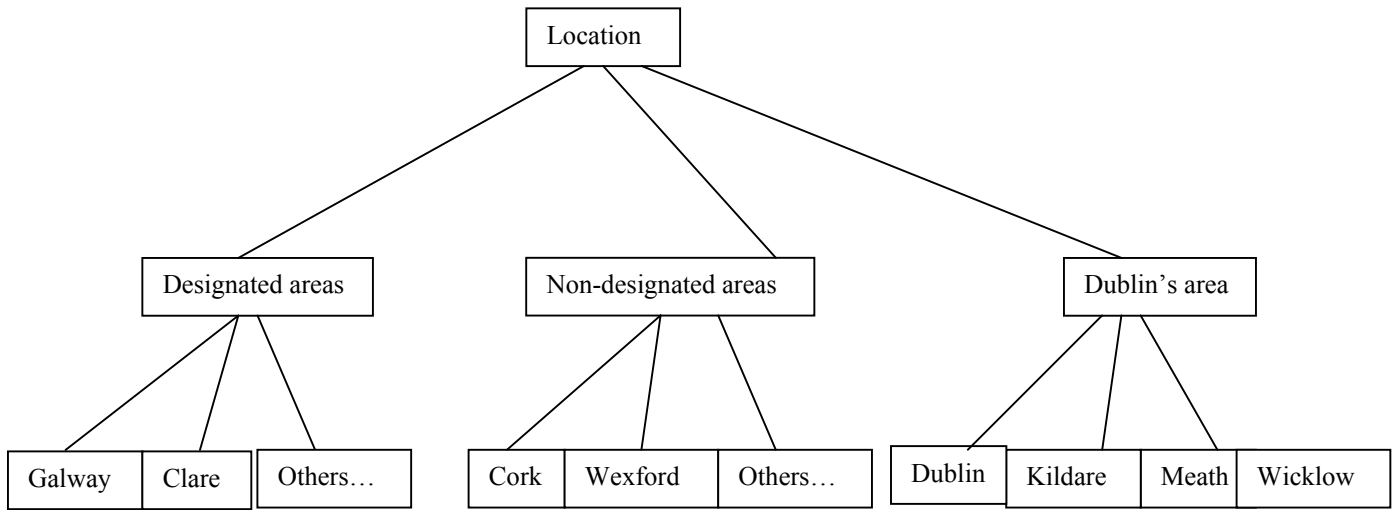 Location
Designated areas
Non-designated areas
Dublin’s area
Galway
Clare
Others…
Cork
Wexford
Others…
Dublin
Kildare
Meath
Wicklow